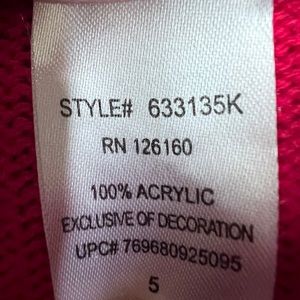 STYLE# 633135K
RN 126160
100% ACRYLIC
EXCLUSIVE OF DECORATION
UPC# 769680925095
5